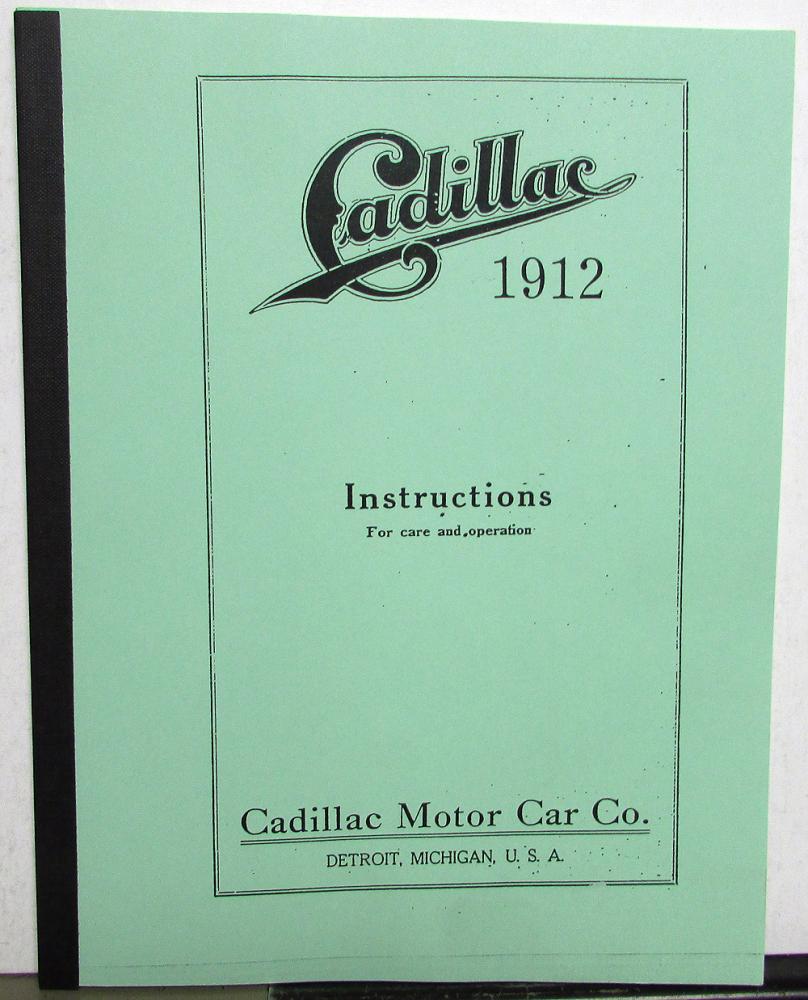 Cadillac
1912
Instructions
For care and operation
Cadillac Motor Car Co.
DETROIT, MICHIGAN, U. S. A.